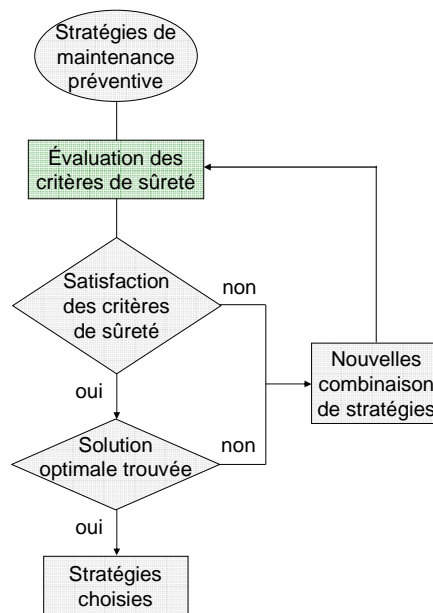 Stratégies de
maintenance
préventive
Évaluation des
critères de sûreté
Satisfaction
des critères
de sûreté
non
oui
Nouvelles
combinaison
de stratégies
Solution
optimale trouvée
non
oui
Stratégies
choisies